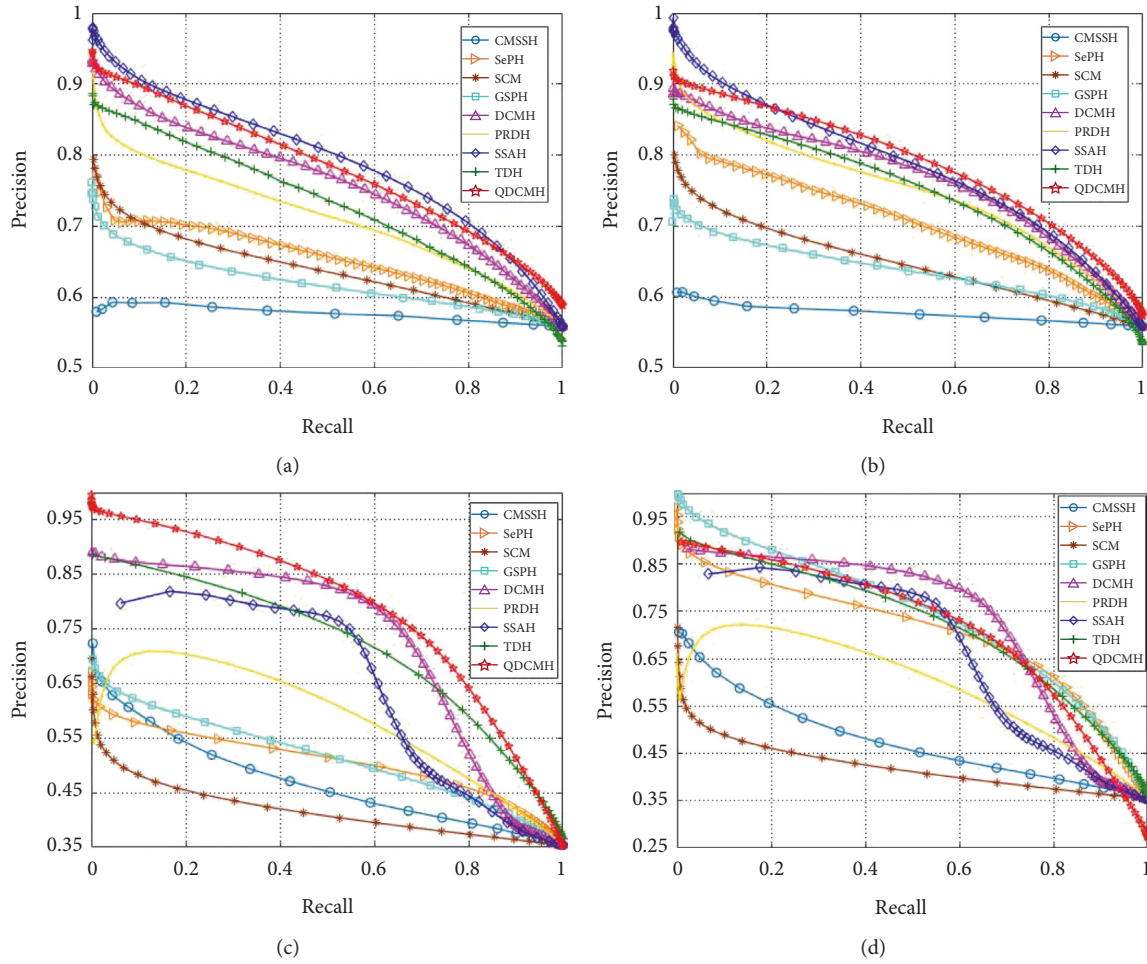 1
0.9
0.8
0.7
0.6
0.5
Precision
0 0.2 0.4 0.6 0.8 1
Recall
CMSSH
SePH
SCM
GSPH
DCMH
PRDH
SSAH
TDH
QDCMH
(a)
1
0.9
0.8
0.7
0.6
0.5
Precision
0 0.2 0.4 0.6 0.8 1
Recall
CMSSH
SePH
SCM
GSPH
DCMH
PRDH
SSAH
TDH
QDCMH
(b)
0.95
0.85
0.75
0.65
0.55
0.45
0.35
Precision
0 0.2 0.4 0.6 0.8 1
Recall
CMSSH
SePH
SCM
GSPH
DCMH
PRDH
SSAH
TDH
QDCMH
(c)
0.95
0.85
0.75
0.65
0.55
0.45
0.35
0.25
Precision
0 0.2 0.4 0.6 0.8 1
Recall
CMSSH
SePH
SCM
GSPH
DCMH
PRDH
SSAH
TDH
QDCMH
(d)